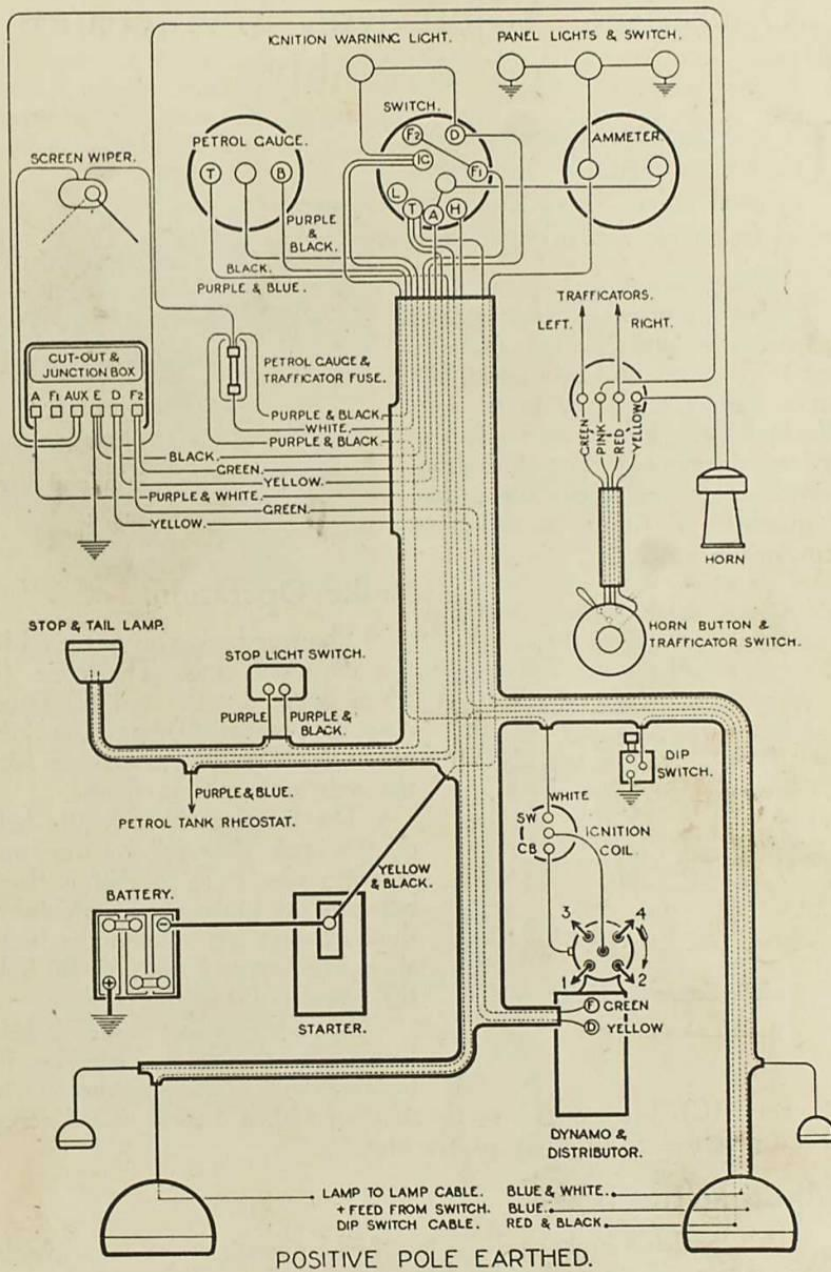 IGNITION WARNING LIGHT.
PANEL LIGHTS & SWITCH.
SWITCH.
F2
D
IC
F1
L
T
A
H
PETROL GAUGE.
T
B
AMMETER.
SCREEN WIPER.
PURPLE
&
BLACK.
BLACK.
PURPLE & BLUE.
TRAFFICATORS.
LEFT.
RIGHT.
CUT-OUT &
JUNCTION BOX
A F1 AUX E D F2
PETROL GAUGE &
TRAFFICATOR FUSE.
PURPLE & BLACK.
WHITE.
PURPLE & BLACK
BLACK.
GREEN.
YELLOW.
PURPLE & WHITE.
GREEN.
YELLOW.
GREEN
PINK
RED
YELLOW
HORN
HORN BUTTON &
TRAFFICATOR SWITCH.
STOP & TAIL LAMP.
STOP LIGHT SWITCH.
PURPLE
PURPLE &
BLACK.
PURPLE & BLUE.
PETROL TANK RHEOSTAT.
DIP
SWITCH.
WHITE
SW
CB
IGNITION
COIL.
YELLOW
& BLACK.
BATTERY.
STARTER.
3
4
1
2
F GREEN
D YELLOW
DYNAMO &
DISTRIBUTOR.
LAMP TO LAMP CABLE. BLUE & WHITE.
+ FEED FROM SWITCH. BLUE.
DIP SWITCH CABLE. RED & BLACK
POSITIVE POLE EARTHED.